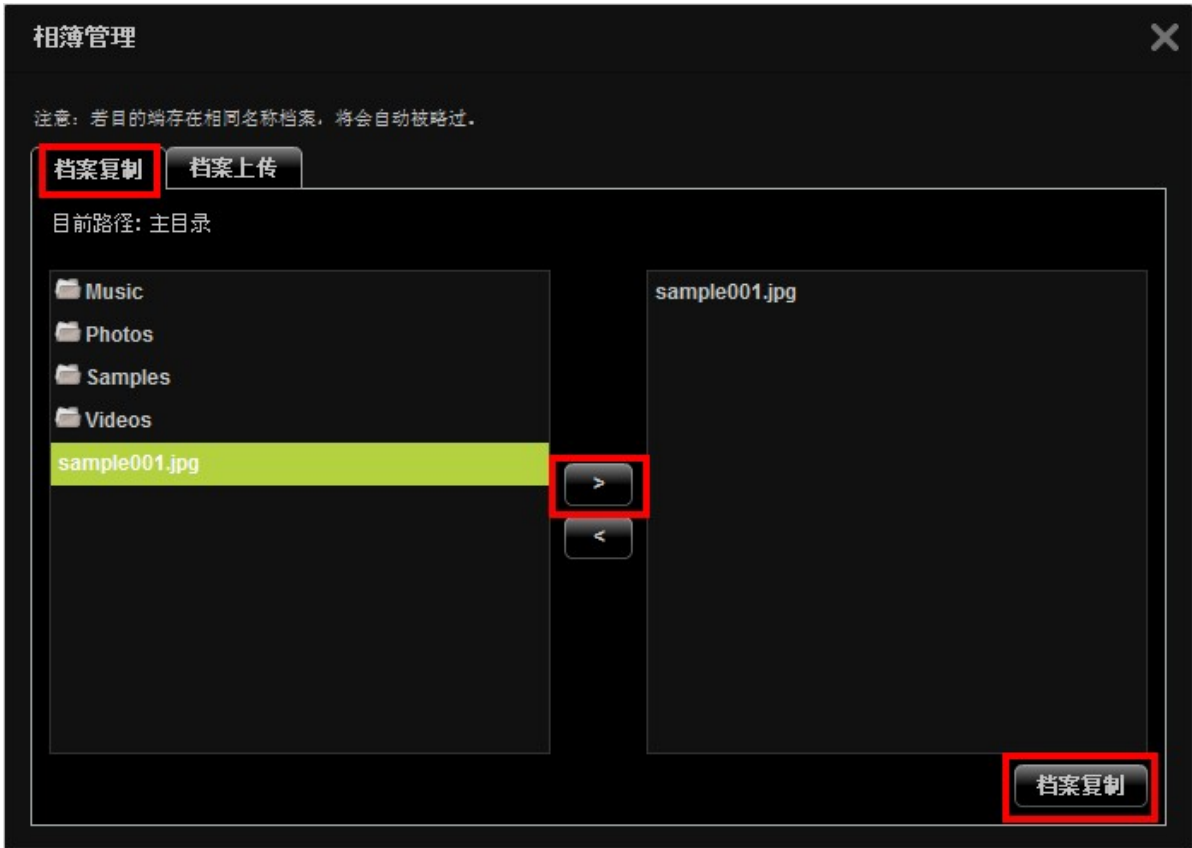 相簿管理
注意：若目的端存在相同名称档案，将会自动被略过.
档案复制 档案上传
目前路径: 主目录
Music
Photos
Samples
Videos
sample001.jpg
>
<
sample001.jpg
档案复制